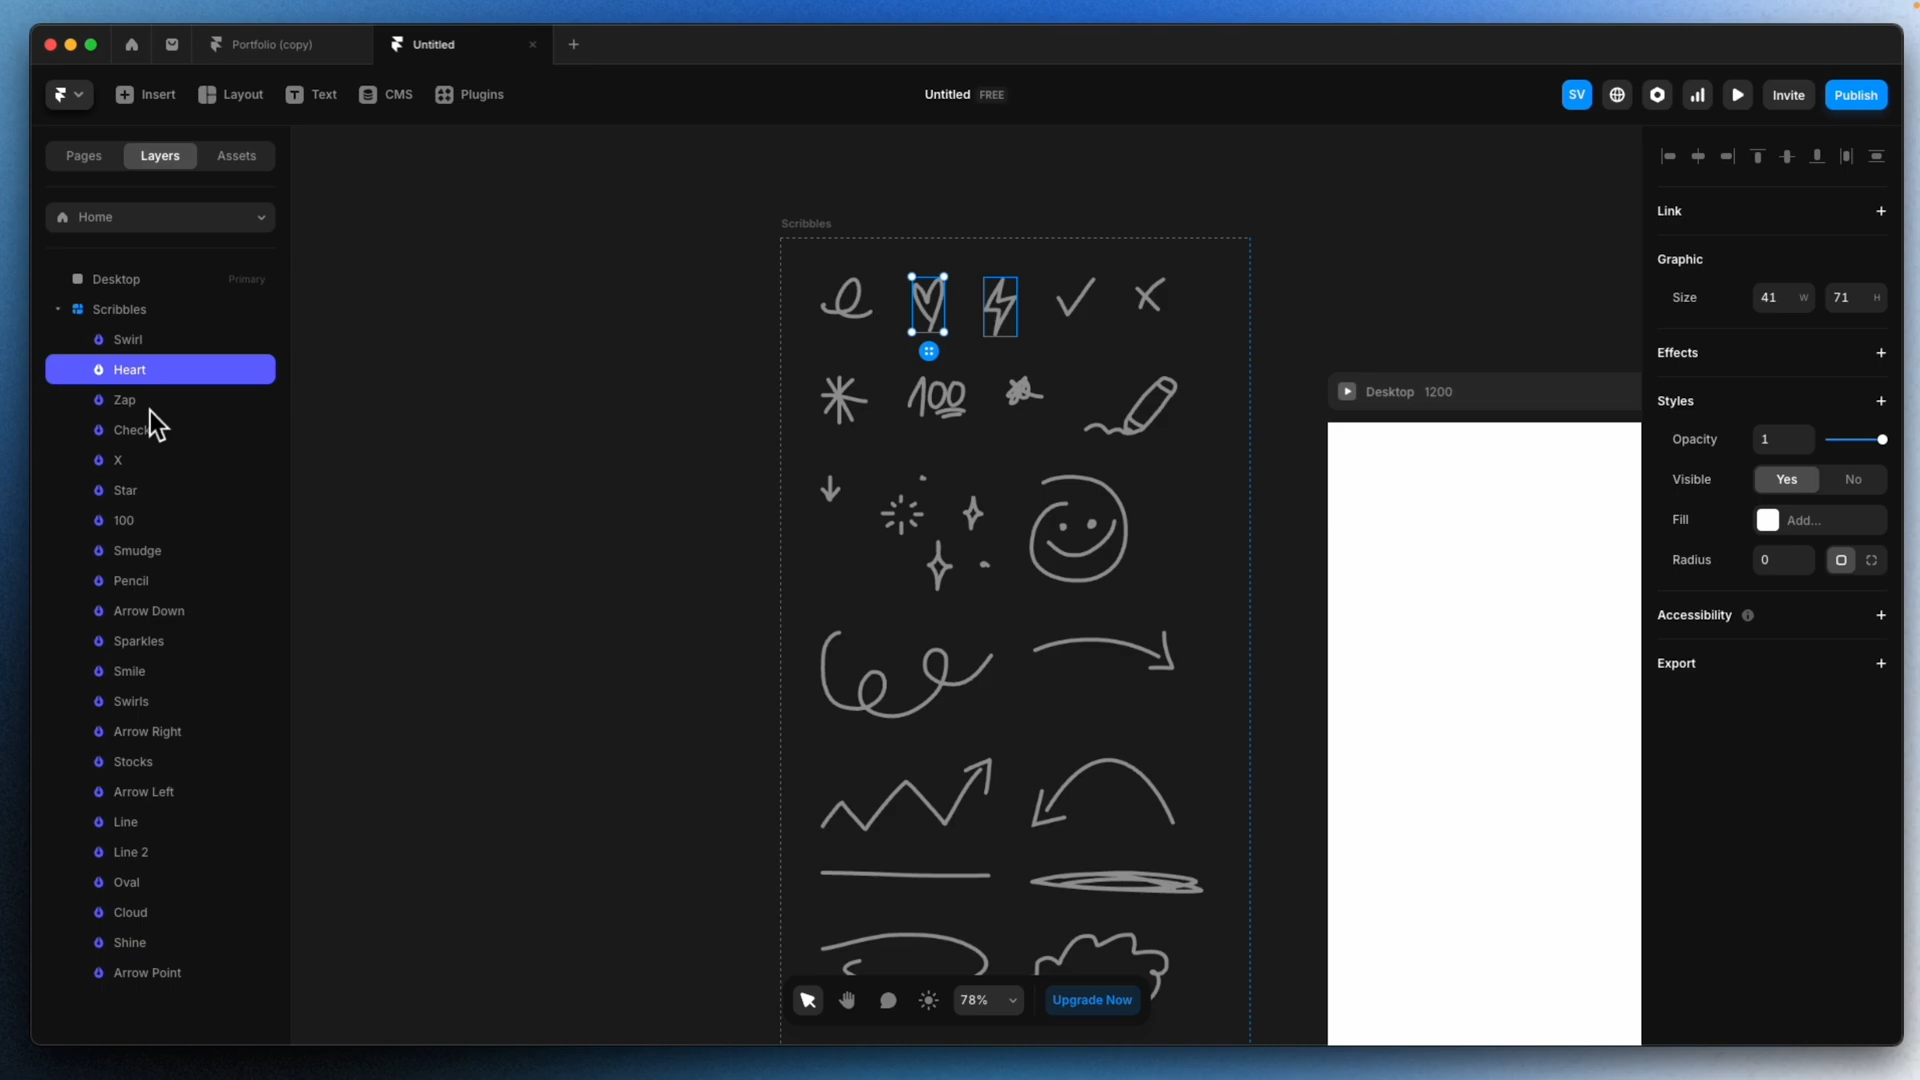 Portfolio (copy)
Untitled
Insert
Layout
Text
CMS
Plugins
Untitled FREE
SV
Invite
Publish
Pages
Layers
Assets
Home
Desktop
Primary
Scribbles
Swirl
Heart
Zap
Check
X
Star
100
Smudge
Pencil
Arrow Down
Sparkles
Smile
Swirls
Arrow Right
Stocks
Arrow Left
Line
Line 2
Oval
Cloud
Shine
Arrow Point
Scribbles
100
Desktop 1200
78%
Upgrade Now
Link
Graphic
Size
41 W
71 H
Effects
Styles
Opacity
1
Visible
Yes
No
Fill
Add...
Radius
0
Accessibility
Export